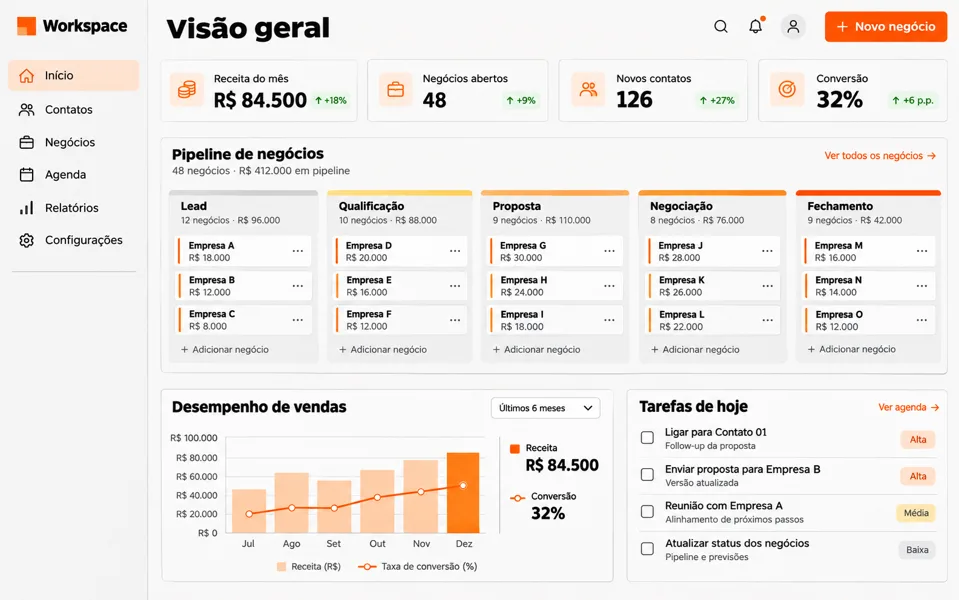 Workspace
Início
Contatos
Negócios
Agenda
Relatórios
Configurações
Visão geral
+ Novo negócio
Receita do mês
R$ 84.500 ↑ +18%
Negócios abertos
48 ↑ +9%
Novos contatos
126 ↑ +27%
Conversão
32% ↑ +6 p.p.
Pipeline de negócios
48 negócios · R$ 412.000 em pipeline
Ver todos os negócios →
Lead
12 negócios · R$ 96.000
Empresa A ...
R$ 18.000
Empresa B ...
R$ 12.000
Empresa C ...
R$ 8.000
+ Adicionar negócio
Qualificação
10 negócios · R$ 88.000
Empresa D ...
R$ 20.000
Empresa E ...
R$ 16.000
Empresa F ...
R$ 12.000
+ Adicionar negócio
Proposta
9 negócios · R$ 110.000
Empresa G ...
R$ 30.000
Empresa H ...
R$ 24.000
Empresa I ...
R$ 18.000
+ Adicionar negócio
Negociação
8 negócios · R$ 76.000
Empresa J ...
R$ 28.000
Empresa K ...
R$ 26.000
Empresa L ...
R$ 22.000
+ Adicionar negócio
Fechamento
9 negócios · R$ 42.000
Empresa M ...
R$ 16.000
Empresa N ...
R$ 14.000
Empresa O ...
R$ 12.000
+ Adicionar negócio
Desempenho de vendas
Últimos 6 meses
R$ 100.000
R$ 80.000
R$ 60.000
R$ 40.000
R$ 20.000
R$ 0
Jul Ago Set Out Nov Dez
Receita (R$) Taxa de conversão (%)
Receita
R$ 84.500
Conversão
32%
Tarefas de hoje
Ver agenda →
Ligar para Contato 01
Follow-up da proposta
Alta
Enviar proposta para Empresa B
Versão atualizada
Alta
Reunião com Empresa A
Alinhamento de próximos passos
Média
Atualizar status dos negócios
Pipeline e previsões
Baixa